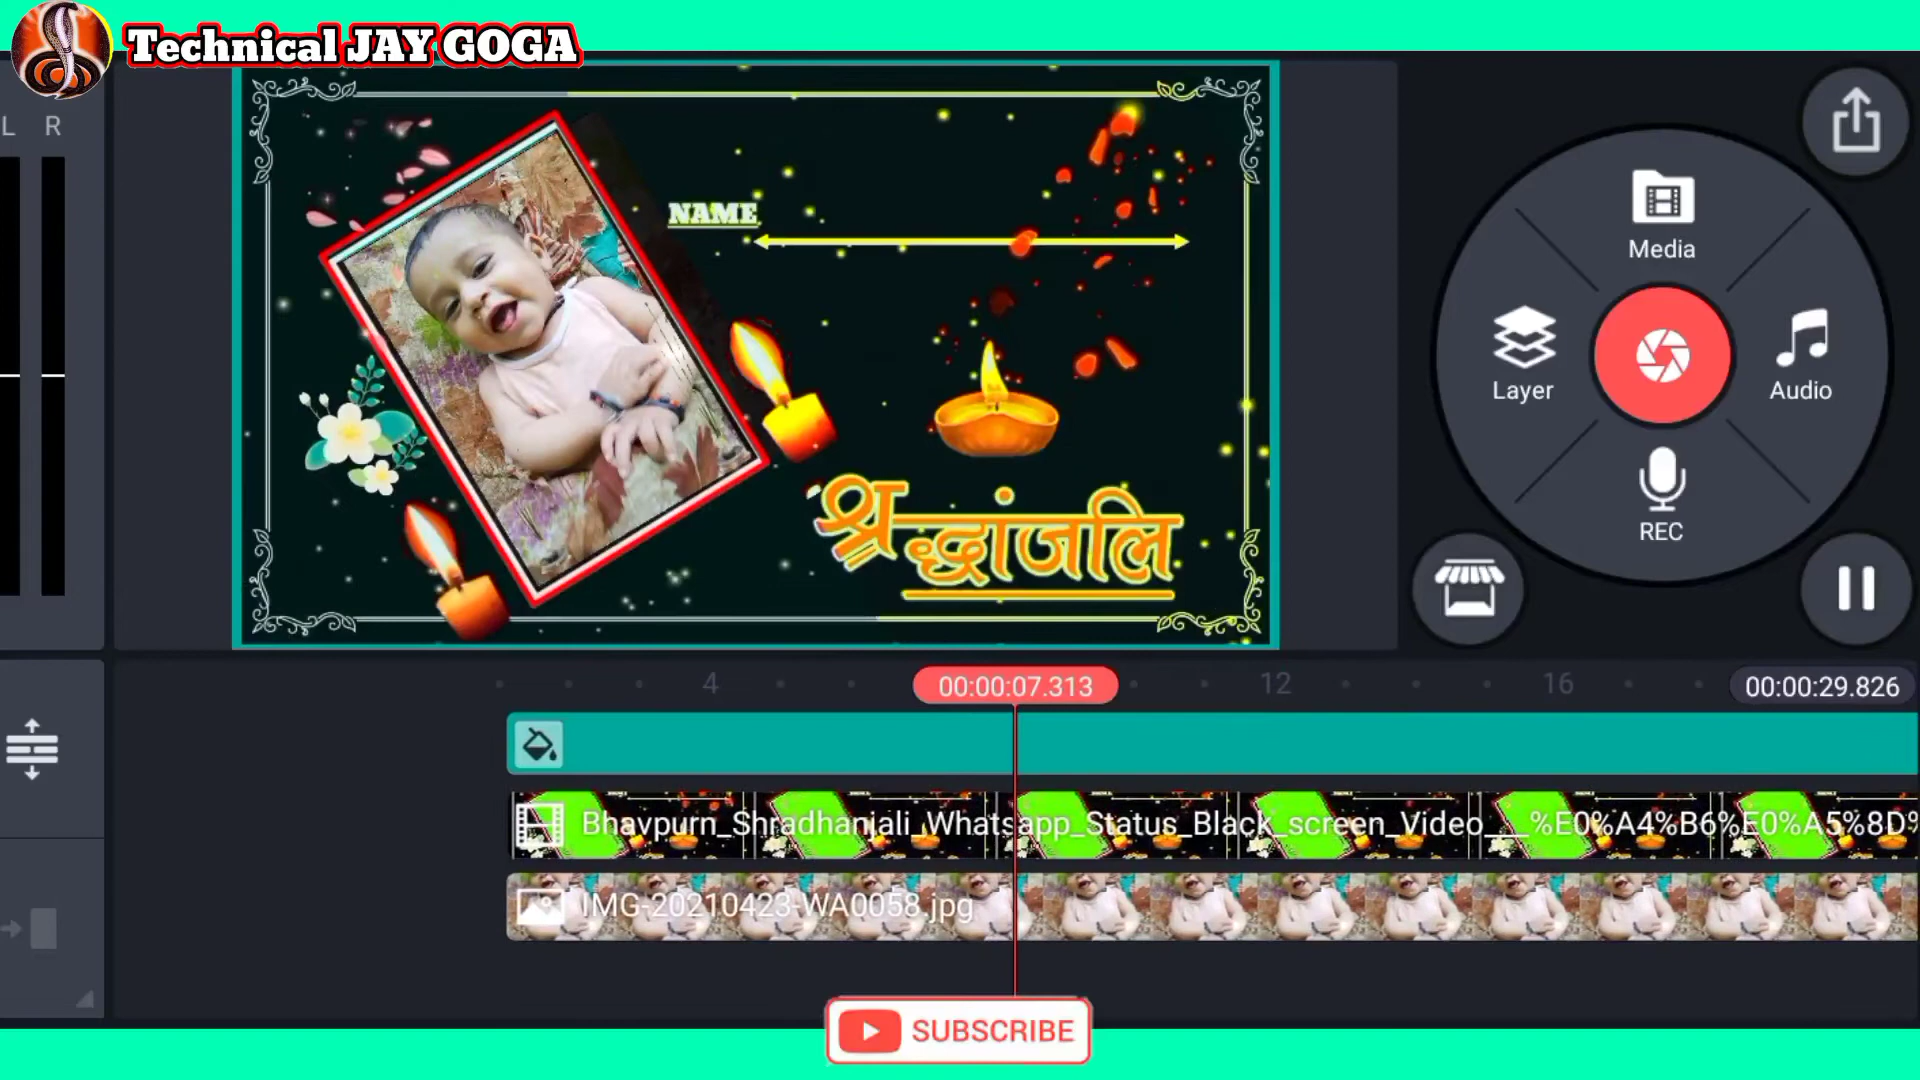 Technical JAY GOGA
L R
NAME
श्रद्धांजलि
Media
Layer
Audio
REC
4
00:00:07.313
12
16
00:00:29.826
Bhavpurn_Shradhanjali_Whatsapp_Status_Black_screen_Video___%E0%A4%B6%E0%A5%8D%
IMG-20210423-WA0058.jpg
SUBSCRIBE